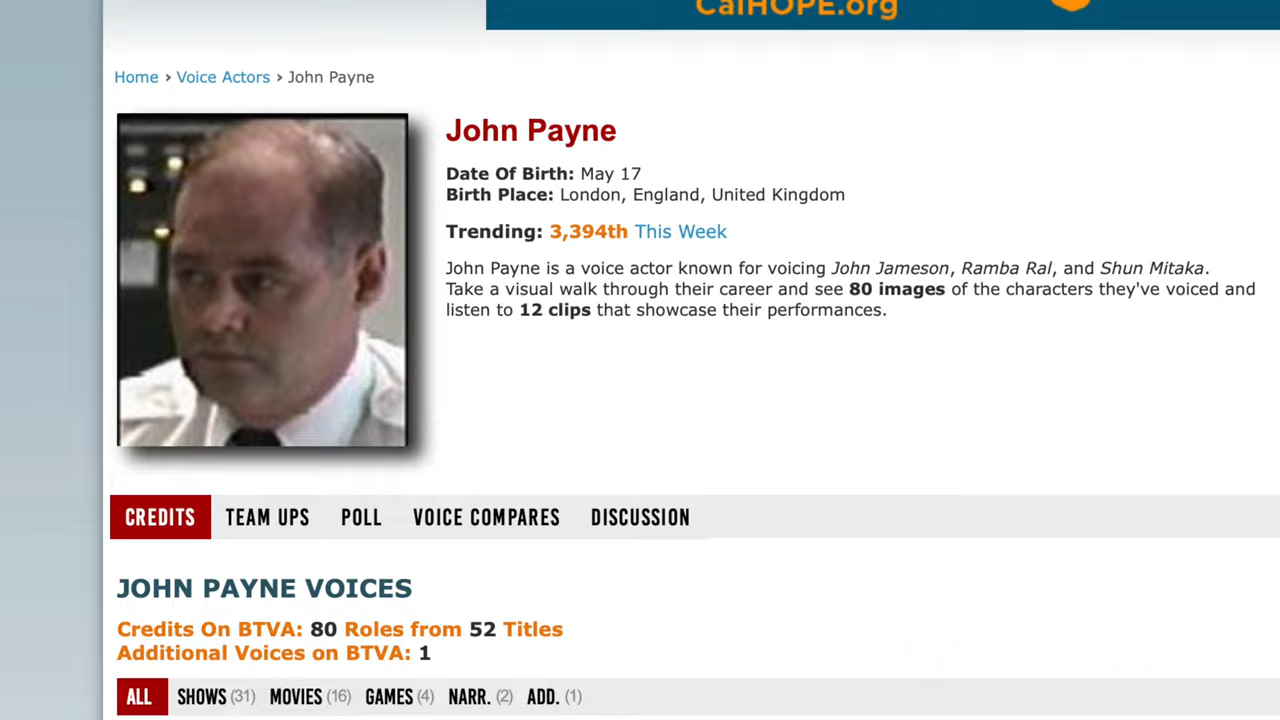 CalHOPE.org
Home › Voice Actors › John Payne
John Payne
Date Of Birth: May 17
Birth Place: London, England, United Kingdom
Trending: 3,394th This Week
John Payne is a voice actor known for voicing John Jameson, Ramba Ral, and Shun Mitaka.
Take a visual walk through their career and see 80 images of the characters they've voiced and
listen to 12 clips that showcase their performances.
CREDITS TEAM UPS POLL VOICE COMPARES DISCUSSION
JOHN PAYNE VOICES
Credits On BTVA: 80 Roles from 52 Titles
Additional Voices on BTVA: 1
ALL SHOWS (31) MOVIES (16) GAMES (4) NARR. (2) ADD. (1)